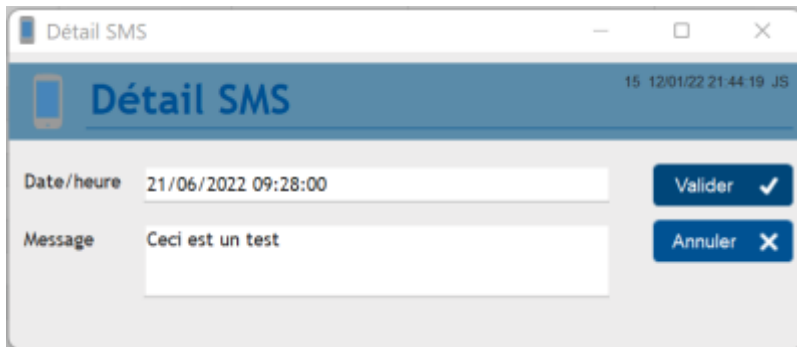 Détail SMS
Détail SMS
15 12/01/22 21:44:19 JS
Date/heure 21/06/2022 09:28:00 Valider
Message Ceci est un test Annuler